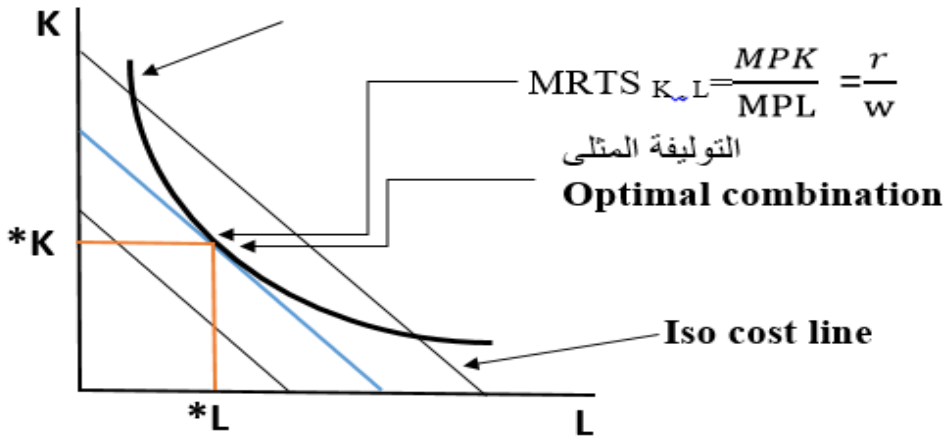 K
MRTS K و L = MPK / MPL = r / w
التوليفة المثلى
Optimal combination
*K
Iso cost line
*L
L